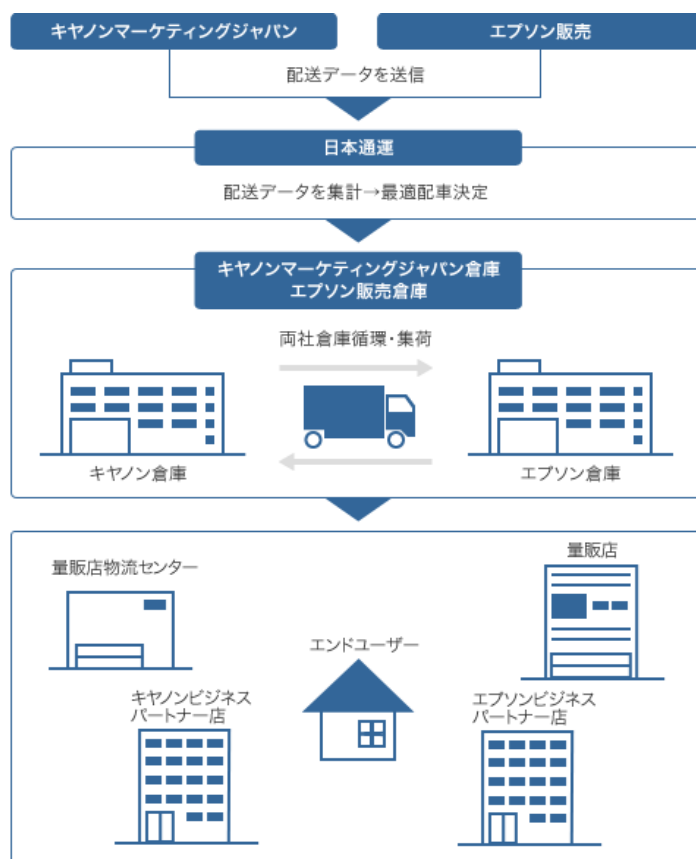 キヤノンマーケティングジャパン
エプソン販売
配送データを送信
日本通運
配送データを集計→最適配車決定
キヤノンマーケティングジャパン倉庫
エプソン販売倉庫
両社倉庫循環・集荷
キヤノン倉庫
エプソン倉庫
量販店物流センター
量販店
エンドユーザー
キヤノンビジネス
パートナー店
エプソンビジネス
パートナー店